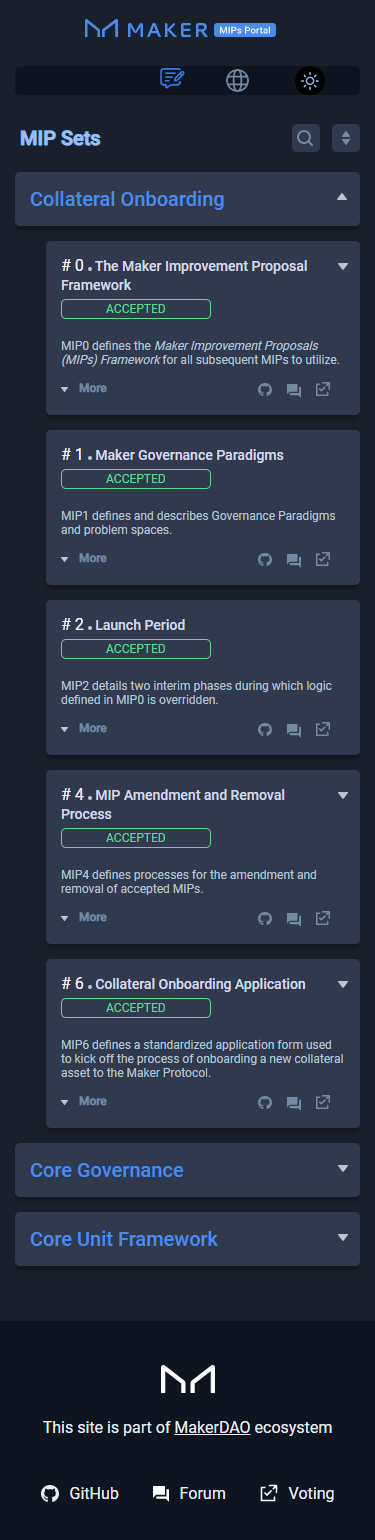 MAKER MIPs Portal
MIP Sets
Collateral Onboarding
# 0 . The Maker Improvement Proposal
Framework
ACCEPTED
MIP0 defines the Maker Improvement Proposals
(MIPs) Framework for all subsequent MIPs to utilize.
More
# 1 . Maker Governance Paradigms
ACCEPTED
MIP1 defines and describes Governance Paradigms
and problem spaces.
More
# 2 . Launch Period
ACCEPTED
MIP2 details two interim phases during which logic
defined in MIP0 is overridden.
More
# 4 . MIP Amendment and Removal
Process
ACCEPTED
MIP4 defines processes for the amendment and
removal of accepted MIPs.
More
# 6 . Collateral Onboarding Application
ACCEPTED
MIP6 defines a standardized application form used
to kick off the process of onboarding a new collateral
asset to the Maker Protocol.
More
Core Governance
Core Unit Framework
This site is part of MakerDAO ecosystem
GitHub Forum Voting